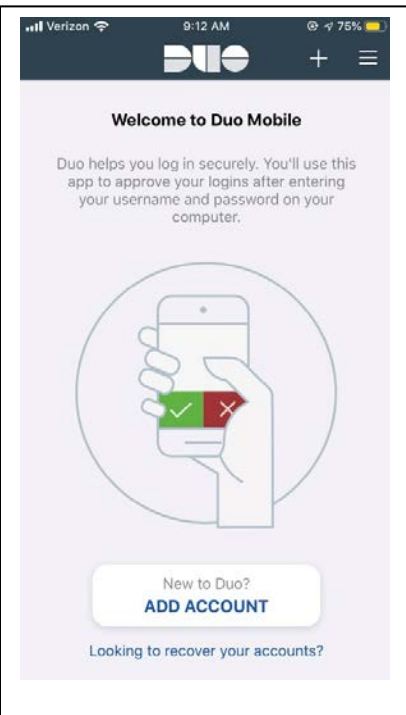 Verizon 9:12 AM 75%
DUO
Welcome to Duo Mobile
Duo helps you log in securely. You'll use this
app to approve your logins after entering
your username and password on your
computer.
New to Duo?
ADD ACCOUNT
Looking to recover your accounts?